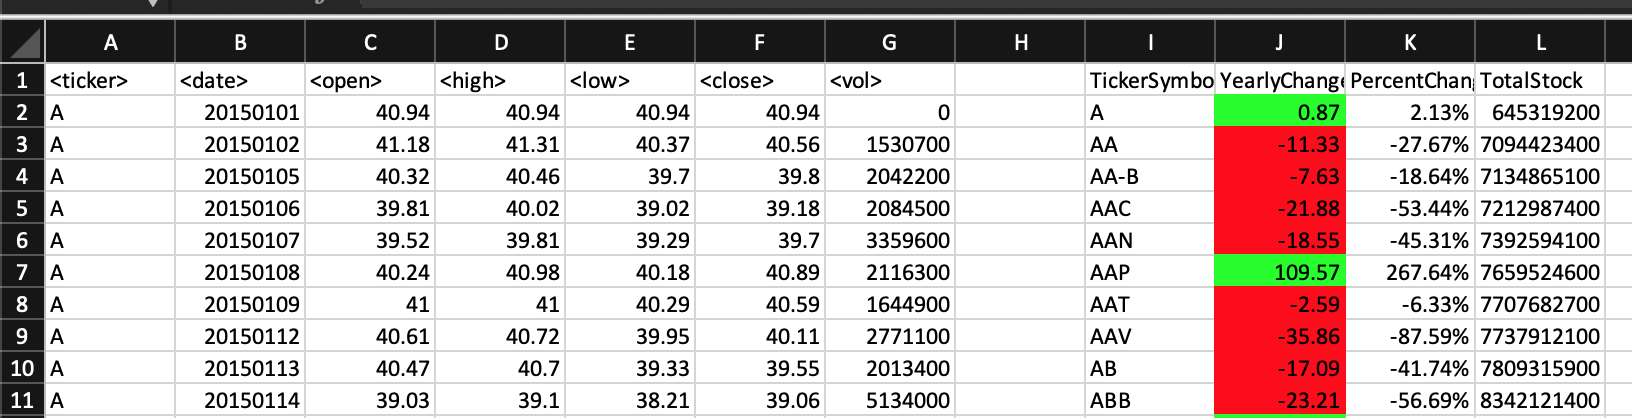 A B C D E F G H I J K L
1 <ticker> <date> <open> <high> <low> <close> <vol> TickerSymbo YearlyChange PercentChan TotalStock
2 A 20150101 40.94 40.94 40.94 40.94 0 A 0.87 2.13% 645319200
3 A 20150102 41.18 41.31 40.37 40.56 1530700 AA -11.33 -27.67% 7094423400
4 A 20150105 40.32 40.46 39.7 39.8 2042200 AA-B -7.63 -18.64% 7134865100
5 A 20150106 39.81 40.02 39.02 39.18 2084500 AAC -21.88 -53.44% 7212987400
6 A 20150107 39.52 39.81 39.29 39.7 3359600 AAN -18.55 -45.31% 7392594100
7 A 20150108 40.24 40.98 40.18 40.89 2116300 AAP 109.57 267.64% 7659524600
8 A 20150109 41 41 40.29 40.59 1644900 AAT -2.59 -6.33% 7707682700
9 A 20150112 40.61 40.72 39.95 40.11 2771100 AAV -35.86 -87.59% 7737912100
10 A 20150113 40.47 40.7 39.33 39.55 2013400 AB -17.09 -41.74% 7809315900
11 A 20150114 39.03 39.1 38.21 39.06 5134000 ABB -23.21 -56.69% 8342121400